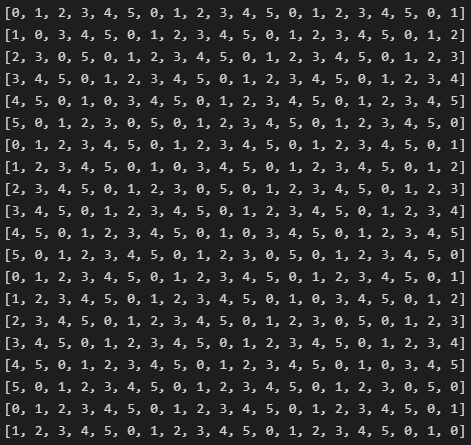 [0, 1, 2, 3, 4, 5, 0, 1, 2, 3, 4, 5, 0, 1, 2, 3, 4, 5, 0, 1]
[1, 0, 3, 4, 5, 0, 1, 2, 3, 4, 5, 0, 1, 2, 3, 4, 5, 0, 1, 2]
[2, 3, 0, 5, 0, 1, 2, 3, 4, 5, 0, 1, 2, 3, 4, 5, 0, 1, 2, 3]
[3, 4, 5, 0, 1, 2, 3, 4, 5, 0, 1, 2, 3, 4, 5, 0, 1, 2, 3, 4]
[4, 5, 0, 1, 0, 3, 4, 5, 0, 1, 2, 3, 4, 5, 0, 1, 2, 3, 4, 5]
[5, 0, 1, 2, 3, 0, 5, 0, 1, 2, 3, 4, 5, 0, 1, 2, 3, 4, 5, 0]
[0, 1, 2, 3, 4, 5, 0, 1, 2, 3, 4, 5, 0, 1, 2, 3, 4, 5, 0, 1]
[1, 2, 3, 4, 5, 0, 1, 0, 3, 4, 5, 0, 1, 2, 3, 4, 5, 0, 1, 2]
[2, 3, 4, 5, 0, 1, 2, 3, 0, 5, 0, 1, 2, 3, 4, 5, 0, 1, 2, 3]
[3, 4, 5, 0, 1, 2, 3, 4, 5, 0, 1, 2, 3, 4, 5, 0, 1, 2, 3, 4]
[4, 5, 0, 1, 2, 3, 4, 5, 0, 1, 0, 3, 4, 5, 0, 1, 2, 3, 4, 5]
[5, 0, 1, 2, 3, 4, 5, 0, 1, 2, 3, 0, 5, 0, 1, 2, 3, 4, 5, 0]
[0, 1, 2, 3, 4, 5, 0, 1, 2, 3, 4, 5, 0, 1, 2, 3, 4, 5, 0, 1]
[1, 2, 3, 4, 5, 0, 1, 2, 3, 4, 5, 0, 1, 0, 3, 4, 5, 0, 1, 2]
[2, 3, 4, 5, 0, 1, 2, 3, 4, 5, 0, 1, 2, 3, 0, 5, 0, 1, 2, 3]
[3, 4, 5, 0, 1, 2, 3, 4, 5, 0, 1, 2, 3, 4, 5, 0, 1, 2, 3, 4]
[4, 5, 0, 1, 2, 3, 4, 5, 0, 1, 2, 3, 4, 5, 0, 1, 0, 3, 4, 5]
[5, 0, 1, 2, 3, 4, 5, 0, 1, 2, 3, 4, 5, 0, 1, 2, 3, 0, 5, 0]
[0, 1, 2, 3, 4, 5, 0, 1, 2, 3, 4, 5, 0, 1, 2, 3, 4, 5, 0, 1]
[1, 2, 3, 4, 5, 0, 1, 2, 3, 4, 5, 0, 1, 2, 3, 4, 5, 0, 1, 0]